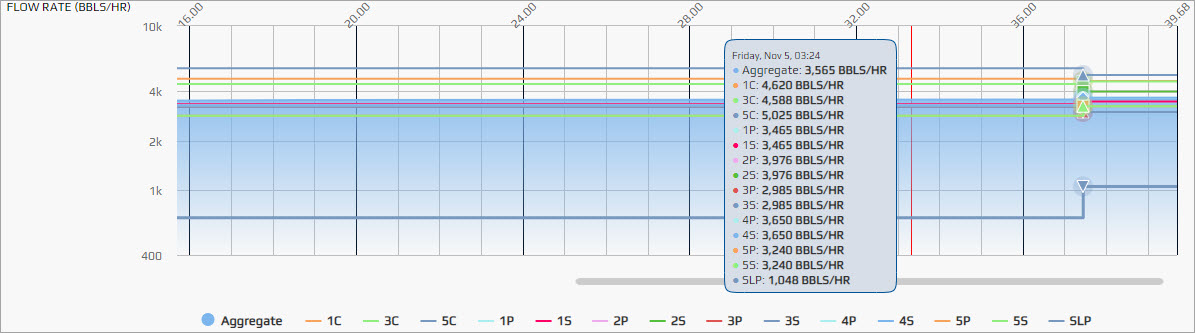 FLOW RATE (BBLS/HR)
16.00 20.00 24.00 28.00 32.00 36.00 39.68
10k
4k
2k
1k
400
Friday, Nov 5, 03:24
Aggregate: 3,565 BBLS/HR
1C: 4,620 BBLS/HR
3C: 4,588 BBLS/HR
5C: 5,025 BBLS/HR
1P: 3,465 BBLS/HR
1S: 3,465 BBLS/HR
2P: 3,976 BBLS/HR
2S: 3,976 BBLS/HR
3P: 2,985 BBLS/HR
3S: 2,985 BBLS/HR
4P: 3,650 BBLS/HR
4S: 3,650 BBLS/HR
5P: 3,240 BBLS/HR
5S: 3,240 BBLS/HR
SLP: 1,048 BBLS/HR
Aggregate 1C 3C 5C 1P 1S 2P 2S 3P 3S 4P 4S 5P 5S SLP